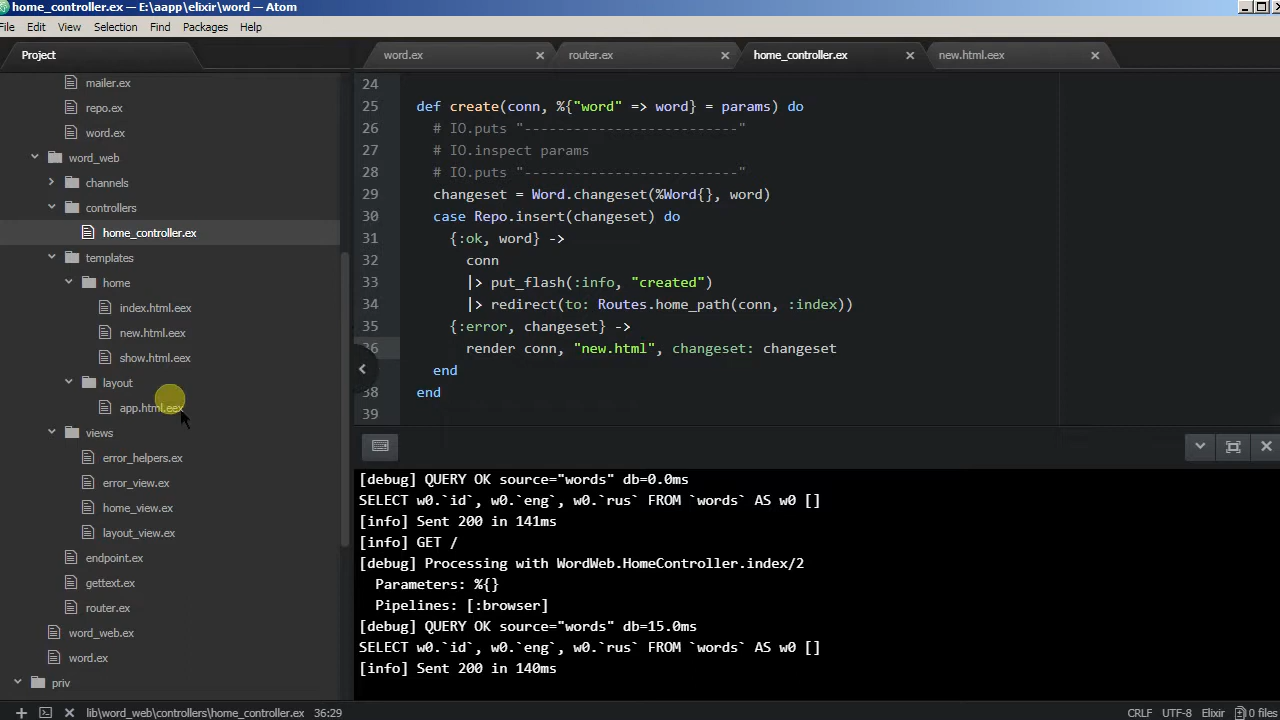 home_controller.ex — E:\aapp\elixir\word — Atom
File Edit View Selection Find Packages Help
Project
word.ex
router.ex
home_controller.ex
new.html.eex
mailer.ex
repo.ex
word.ex
word_web
channels
controllers
home_controller.ex
templates
home
index.html.eex
new.html.eex
show.html.eex
layout
app.html.eex
views
error_helpers.ex
error_view.ex
home_view.ex
layout_view.ex
endpoint.ex
gettext.ex
router.ex
word_web.ex
word.ex
priv
24
25 def create(conn, %{"word" => word} = params) do
26 # IO.puts "--------------------------"
27 # IO.inspect params
28 # IO.puts "--------------------------"
29 changeset = Word.changeset(%Word{}, word)
30 case Repo.insert(changeset) do
31 {:ok, word} ->
32 conn
33 |> put_flash(:info, "created")
34 |> redirect(to: Routes.home_path(conn, :index))
35 {:error, changeset} ->
36 render conn, "new.html", changeset: changeset
end
38 end
39
[debug] QUERY OK source="words" db=0.0ms
SELECT w0.`id`, w0.`eng`, w0.`rus` FROM `words` AS w0 []
[info] Sent 200 in 141ms
[info] GET /
[debug] Processing with WordWeb.HomeController.index/2
Parameters: %{}
Pipelines: [:browser]
[debug] QUERY OK source="words" db=15.0ms
SELECT w0.`id`, w0.`eng`, w0.`rus` FROM `words` AS w0 []
[info] Sent 200 in 140ms
lib\word_web\controllers\home_controller.ex 36:29 CRLF UTF-8 Elixir 0 files